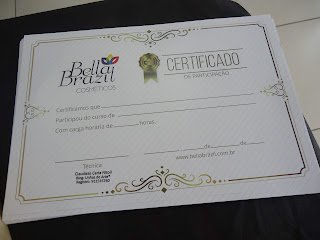 Bellai
Brazil
COSMÉTICOS
CERTIFICADO
DE PARTICIPAÇÃO
Certificamos que
Participou do curso de
Com carga horária de horas.
de de
Técnica:
www.bellabrazil.com.br